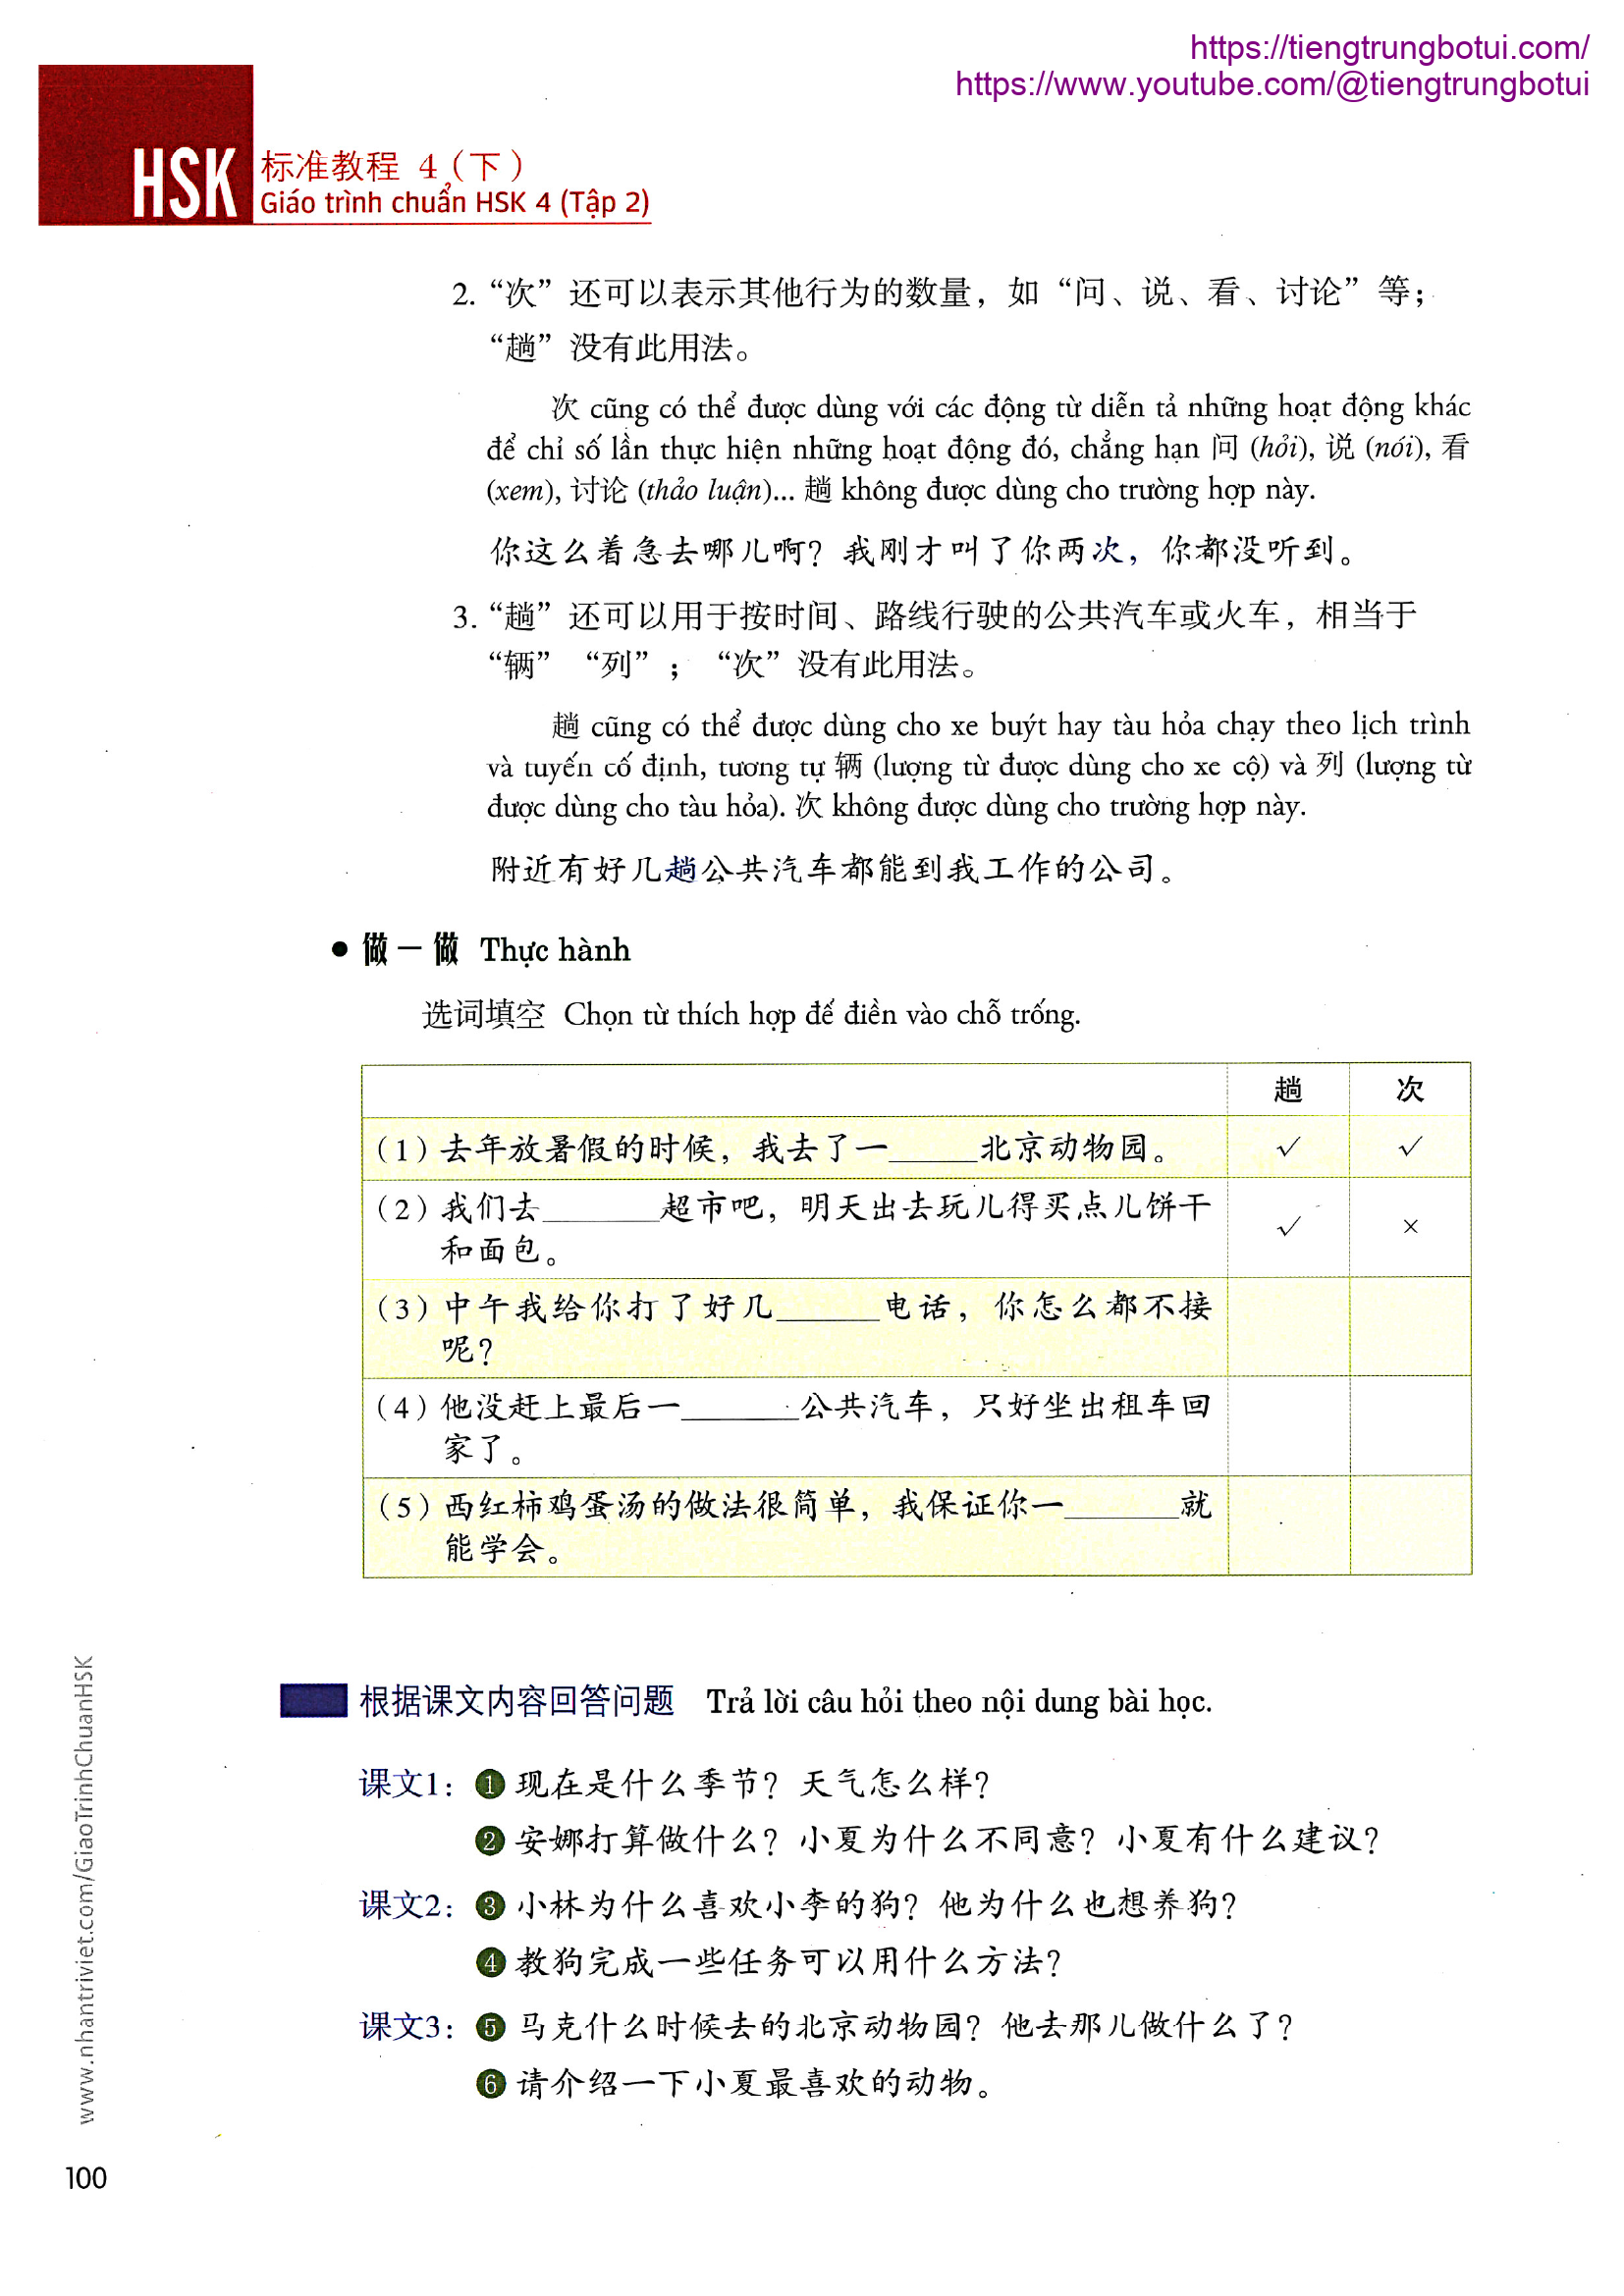 https://tiengtrungbotui.com/
https://www.youtube.com/@tiengtrungbotui
HSK 标准教程 4（下）
Giáo trình chuẩn HSK 4 (Tập 2)
2. “次”还可以表示其他行为的数量，如“问、说、看、讨论”等；
“趟”没有此用法。
次 cũng có thể được dùng với các động từ diễn tả những hoạt động khác
để chỉ số lần thực hiện những hoạt động đó, chẳng hạn 问 (hỏi), 说 (nói), 看
(xem), 讨论 (thảo luận)... 趟 không được dùng cho trường hợp này.
你这么着急去哪儿啊？我刚才叫了你两次，你都没听到。
3. “趟”还可以用于按时间、路线行驶的公共汽车或火车，相当于
“辆”“列”；“次”没有此用法。
趟 cũng có thể được dùng cho xe buýt hay tàu hỏa chạy theo lịch trình
và tuyến cố định, tương tự 辆 (lượng từ được dùng cho xe cộ) và 列 (lượng từ
được dùng cho tàu hỏa). 次 không được dùng cho trường hợp này.
附近有好几趟公共汽车都能到我工作的公司。
● 做一做 Thực hành
选词填空 Chọn từ thích hợp để điền vào chỗ trống.
趟 次
（1）去年放暑假的时候，我去了一_____北京动物园。 √ √
（2）我们去_______超市吧，明天出去玩儿得买点儿饼干
和面包。 √ ×
（3）中午我给你打了好几______电话，你怎么都不接
呢？
（4）他没赶上最后一_______公共汽车，只好坐出租车回
家了。
（5）西红柿鸡蛋汤的做法很简单，我保证你一_______就
能学会。
根据课文内容回答问题 Trả lời câu hỏi theo nội dung bài học.
课文1：❶ 现在是什么季节？天气怎么样？
❷ 安娜打算做什么？小夏为什么不同意？小夏有什么建议？
课文2：❸ 小林为什么喜欢小李的狗？他为什么也想养狗？
❹ 教狗完成一些任务可以用什么方法？
课文3：❺ 马克什么时候去的北京动物园？他去那儿做什么了？
❻ 请介绍一下小夏最喜欢的动物。
www.nhantriviet.com/GiaoTrinhChuanHSK
100